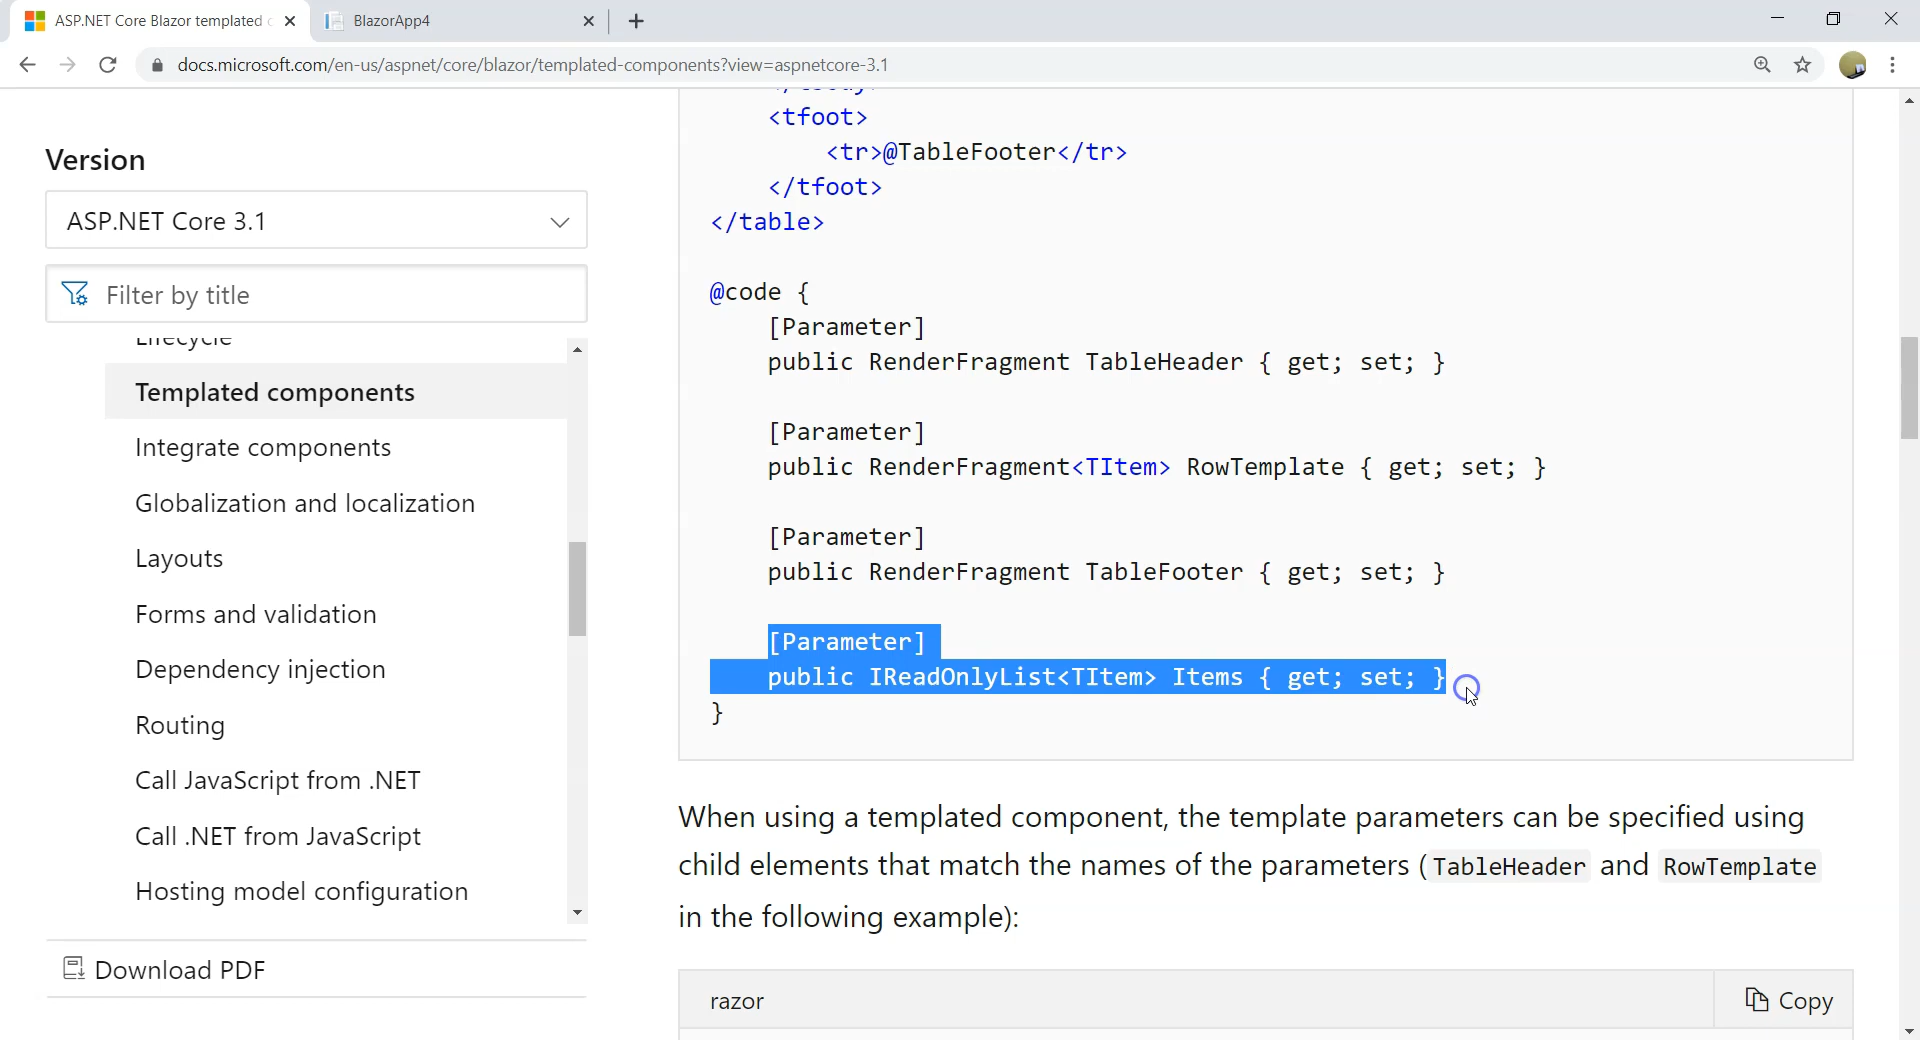 ASP.NET Core Blazor templated c
BlazorApp4
docs.microsoft.com/en-us/aspnet/core/blazor/templated-components?view=aspnetcore-3.1
Version
ASP.NET Core 3.1
Filter by title
Lifecycle
Templated components
Integrate components
Globalization and localization
Layouts
Forms and validation
Dependency injection
Routing
Call JavaScript from .NET
Call .NET from JavaScript
Hosting model configuration
Download PDF
</tbody>
<tfoot>
<tr>@TableFooter</tr>
</tfoot>
</table>
@code {
[Parameter]
public RenderFragment TableHeader { get; set; }
[Parameter]
public RenderFragment<TItem> RowTemplate { get; set; }
[Parameter]
public RenderFragment TableFooter { get; set; }
[Parameter]
public IReadOnlyList<TItem> Items { get; set; }
}
When using a templated component, the template parameters can be specified using
child elements that match the names of the parameters (TableHeader and RowTemplate
in the following example):
razor
Copy